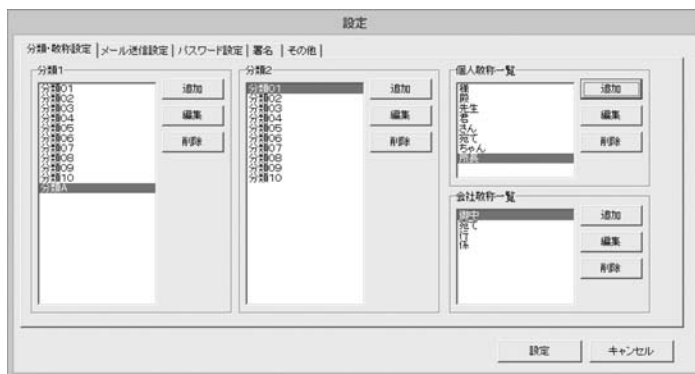 設定
分類・敬称設定 メール送信設定 パスワード設定 署名 その他
分類1
分類01
分類02
分類03
分類04
分類05
分類06
分類07
分類08
分類09
分類10
分類A
追加
編集
削除
分類2
分類01
分類02
分類03
分類04
分類05
分類06
分類07
分類08
分類09
分類10
追加
編集
削除
個人敬称一覧
様
殿
先生
君
さん
宛て
ちゃん
追加
編集
削除
会社敬称一覧
御中
宛て
行
係
追加
編集
削除
設定
キャンセル